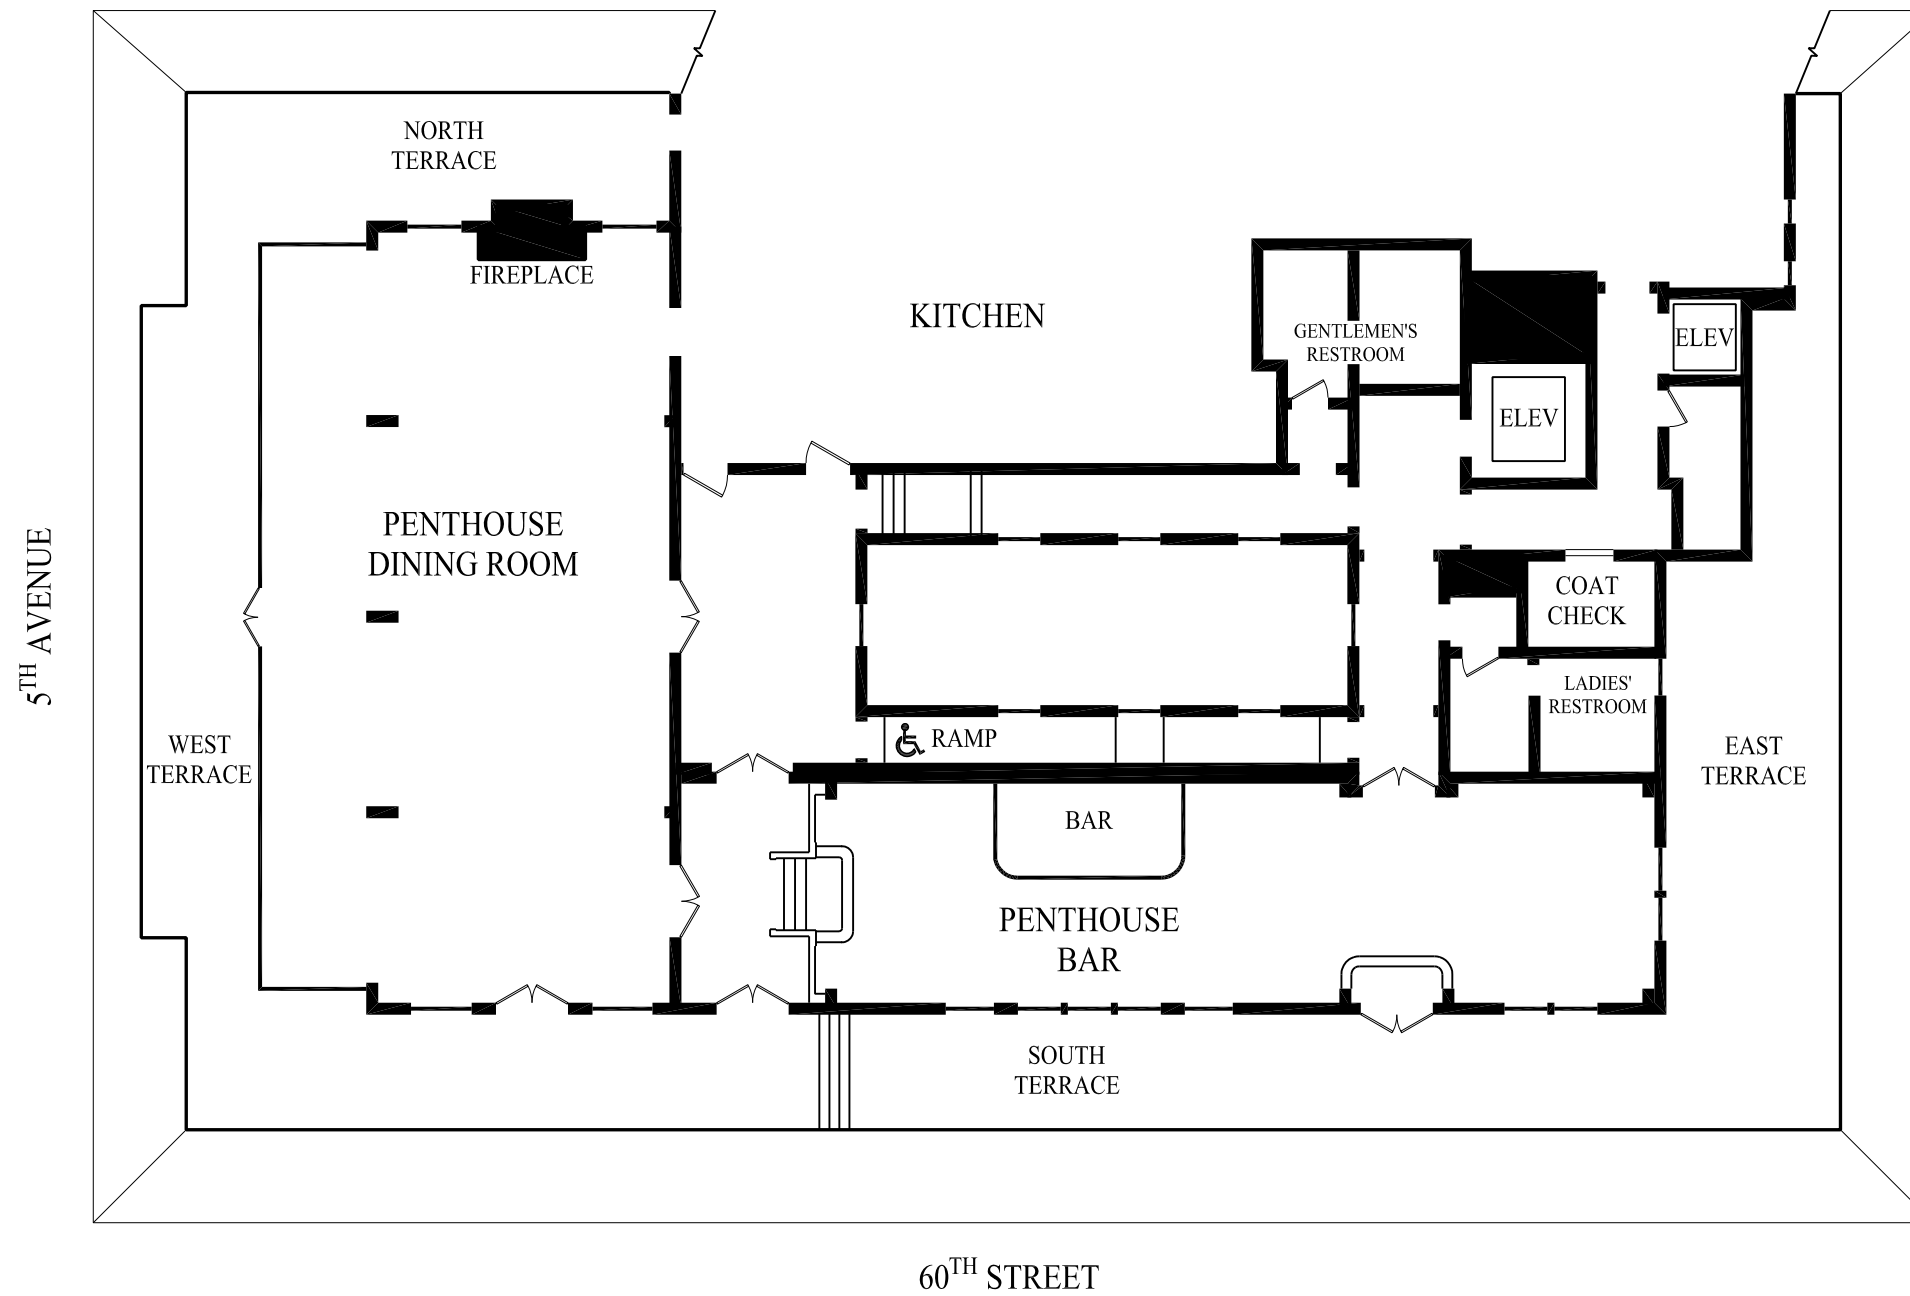 NORTH
TERRACE
FIREPLACE
KITCHEN
GENTLEMEN'S
RESTROOM
ELEV
ELEV
PENTHOUSE
DINING ROOM
5TH AVENUE
COAT
CHECK
LADIES'
RESTROOM
WEST
TERRACE
RAMP
EAST
TERRACE
BAR
PENTHOUSE
BAR
SOUTH
TERRACE
60TH STREET